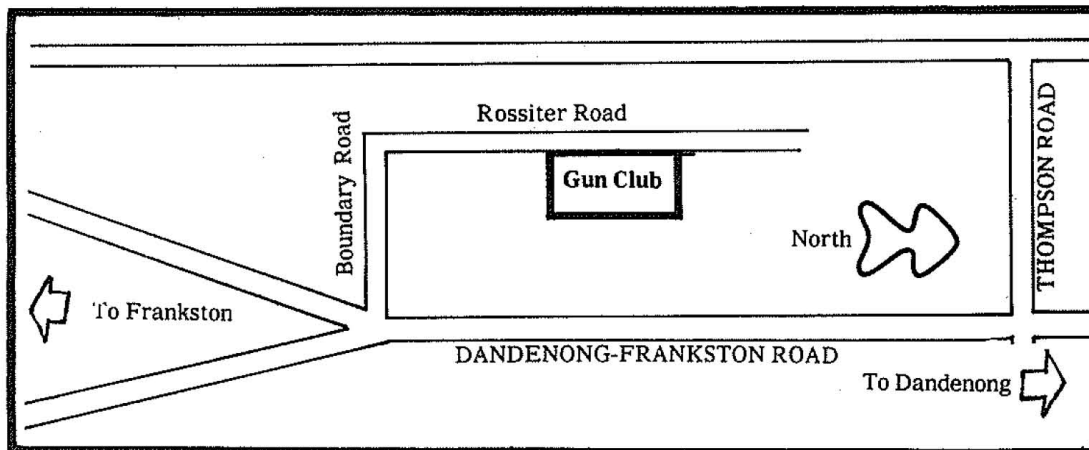 Rossiter Road
Boundary Road
Gun Club
THOMPSON ROAD
North
To Frankston
DANDENONG-FRANKSTON ROAD
To Dandenong